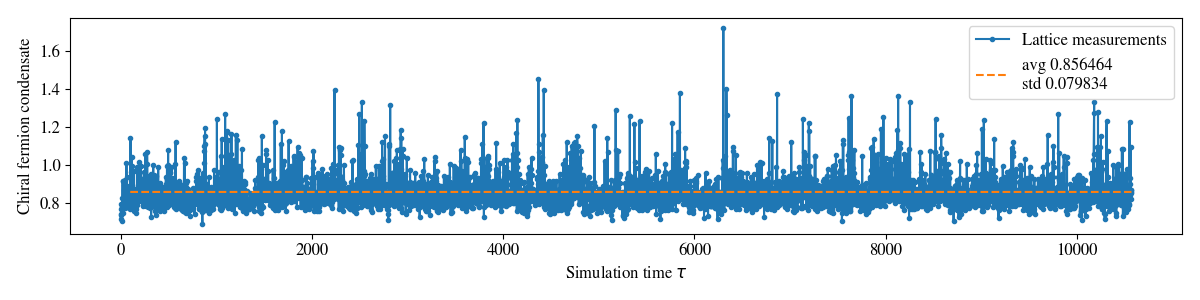 Chiral fermion condensate
1.6
1.4
1.2
1.0
0.8
0
2000
4000
6000
8000
10000
Simulation time τ
Lattice measurements
avg 0.856464
std 0.079834